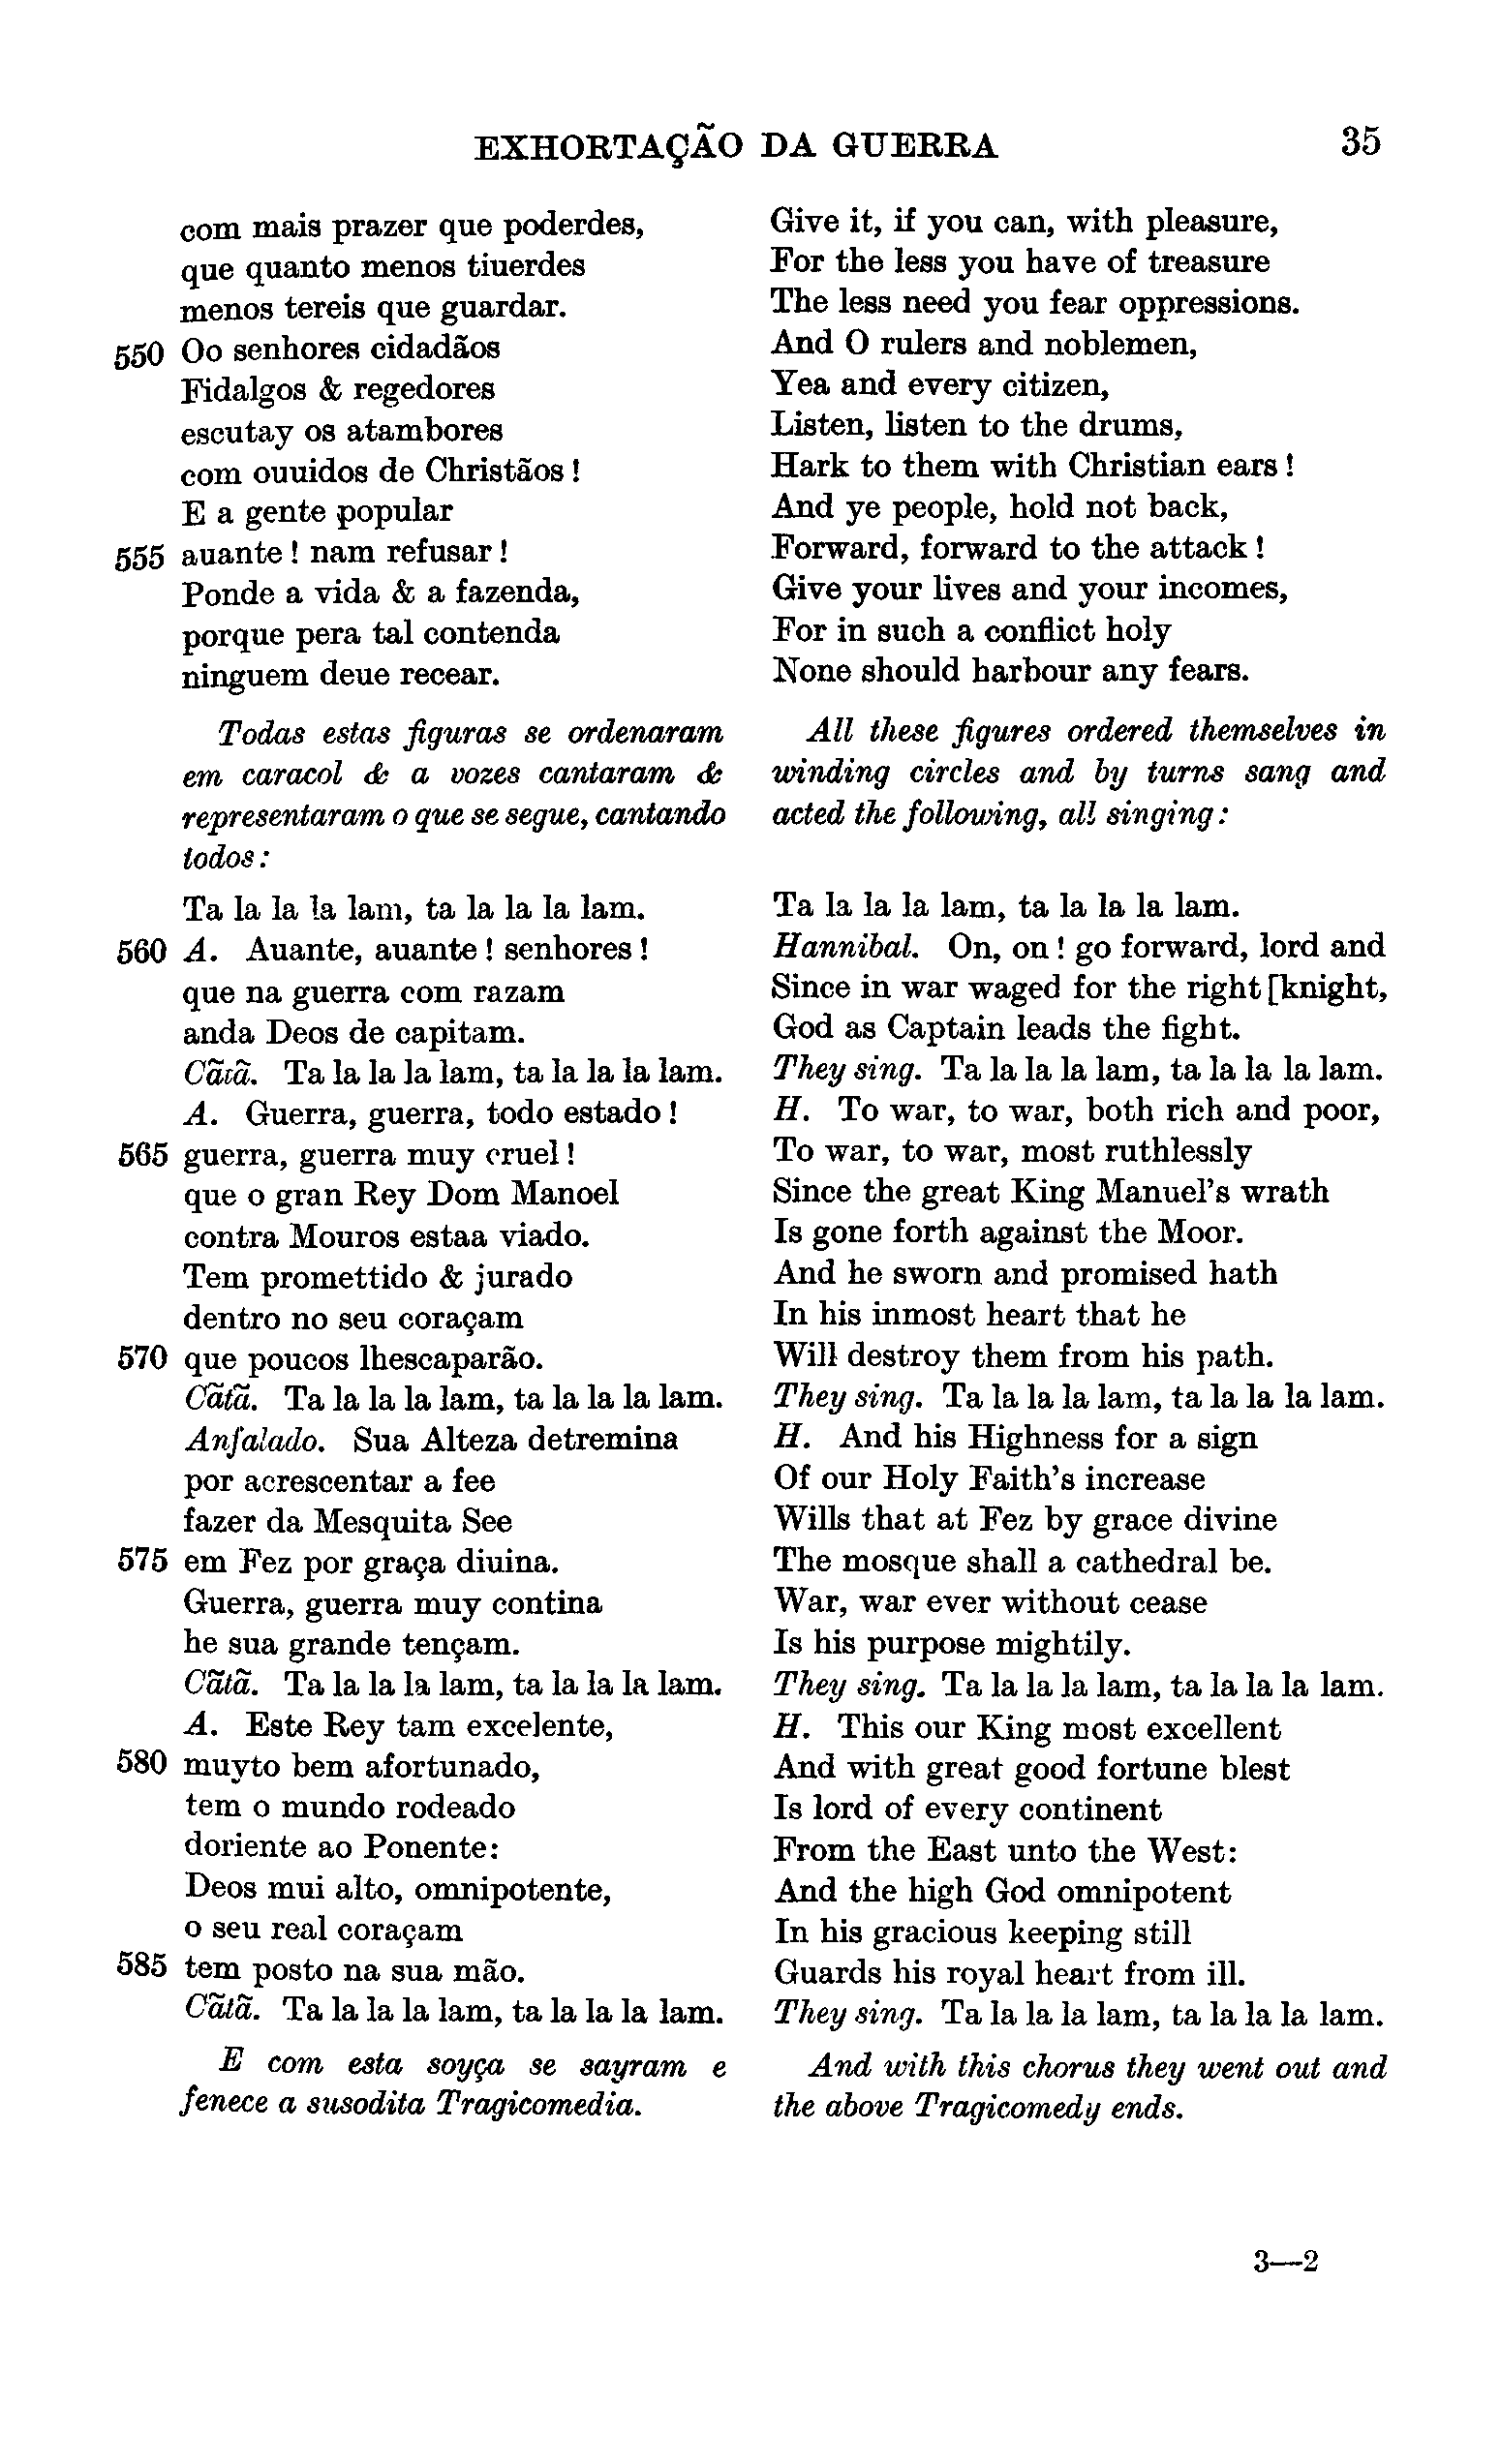 EXHORTAÇÃO DA GUERRA 35
com mais prazer que poderdes,
que quanto menos tiuerdes
menos tereis que guardar.
550 Oo senhores cidadãos
Fidalgos & regedores
escutay os atambores
com ouuidos de Christãos !
E a gente popular
555 auante ! nam refusar !
Ponde a vida & a fazenda,
porque pera tal contenda
ninguem deue recear.
Todas estas figuras se ordenaram
em caracol & a vozes cantaram &
representaram o que se segue, cantando
todos :
Ta la la la lam, ta la la la lam.
560 A. Auante, auante ! senhores !
que na guerra com razam
anda Deos de capitam.
Cãtã. Ta la la la lam, ta la la la lam.
A. Guerra, guerra, todo estado !
565 guerra, guerra muy cruel !
que o gran Rey Dom Manoel
contra Mouros estaa viado.
Tem promettido & jurado
dentro no seu coraçam
570 que poucos lhescaparão.
Cãtã. Ta la la la lam, ta la la la lam.
Anfalado. Sua Alteza detremina
por acrescentar a fee
fazer da Mesquita See
575 em Fez por graça diuina.
Guerra, guerra muy contina
he sua grande tençam.
Cãtã. Ta la la la lam, ta la la la lam.
A. Este Rey tam excelente,
580 muyto bem afortunado,
tem o mundo rodeado
doriente ao Ponente:
Deos mui alto, omnipotente,
o seu real coraçam
585 tem posto na sua mão.
Cãtã. Ta la la la lam, ta la la la lam.
E com esta soyça se sayram e
fenece a susodita Tragicomedia.
Give it, if you can, with pleasure,
For the less you have of treasure
The less need you fear oppressions.
And O rulers and noblemen,
Yea and every citizen,
Listen, listen to the drums,
Hark to them with Christian ears !
And ye people, hold not back,
Forward, forward to the attack !
Give your lives and your incomes,
For in such a conflict holy
None should harbour any fears.
All these figures ordered themselves in
winding circles and by turns sang and
acted the following, all singing :
Ta la la la lam, ta la la la lam.
Hannibal. On, on ! go forward, lord and
Since in war waged for the right [knight,
God as Captain leads the fight.
They sing. Ta la la la lam, ta la la la lam.
H. To war, to war, both rich and poor,
To war, to war, most ruthlessly
Since the great King Manuel's wrath
Is gone forth against the Moor.
And he sworn and promised hath
In his inmost heart that he
Will destroy them from his path.
They sing. Ta la la la lam, ta la la la lam.
H. And his Highness for a sign
Of our Holy Faith's increase
Wills that at Fez by grace divine
The mosque shall a cathedral be.
War, war ever without cease
Is his purpose mightily.
They sing. Ta la la la lam, ta la la la lam.
H. This our King most excellent
And with great good fortune blest
Is lord of every continent
From the East unto the West:
And the high God omnipotent
In his gracious keeping still
Guards his royal heart from ill.
They sing. Ta la la la lam, ta la la la lam.
And with this chorus they went out and
the above Tragicomedy ends.
3—2